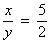 x/y = 5/2